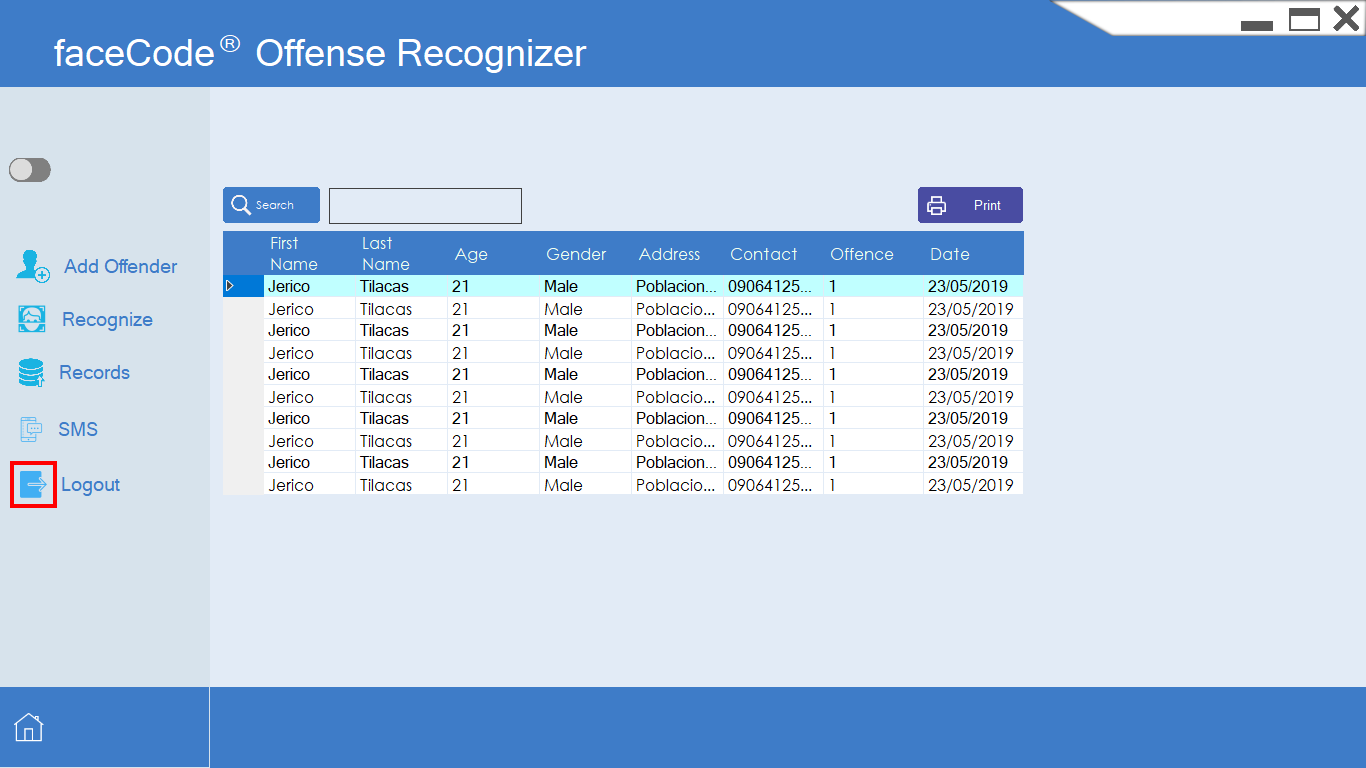 faceCode® Offense Recognizer
Search
Print
First Name Last Name Age Gender Address Contact Offence Date
Jerico Tilacas 21 Male Poblacion... 09064125... 1 23/05/2019
Jerico Tilacas 21 Male Poblacio... 09064125... 1 23/05/2019
Jerico Tilacas 21 Male Poblacion... 09064125... 1 23/05/2019
Jerico Tilacas 21 Male Poblacio... 09064125... 1 23/05/2019
Jerico Tilacas 21 Male Poblacion... 09064125... 1 23/05/2019
Jerico Tilacas 21 Male Poblacio... 09064125... 1 23/05/2019
Jerico Tilacas 21 Male Poblacion... 09064125... 1 23/05/2019
Jerico Tilacas 21 Male Poblacio... 09064125... 1 23/05/2019
Jerico Tilacas 21 Male Poblacion... 09064125... 1 23/05/2019
Jerico Tilacas 21 Male Poblacio... 09064125... 1 23/05/2019
Add Offender
Recognize
Records
SMS
Logout